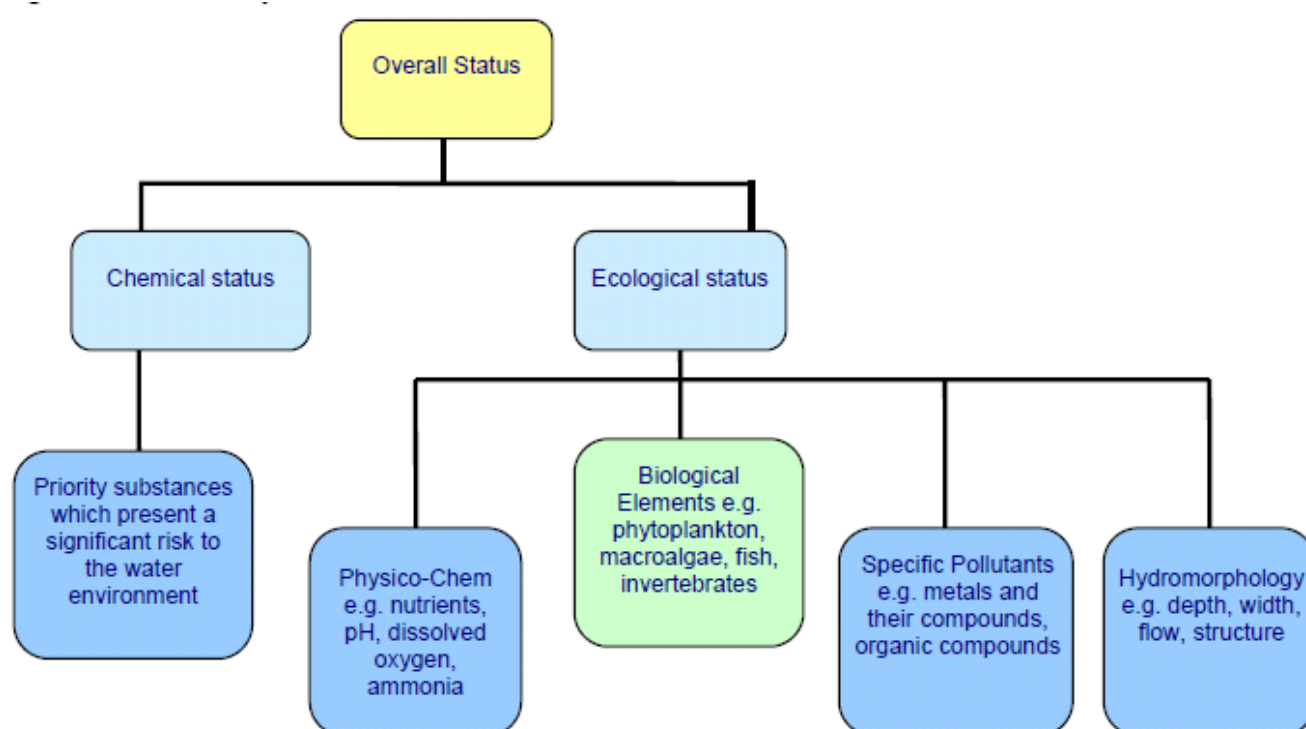 Overall Status
Chemical status
Ecological status
Priority substances
which present a
significant risk to
the water
environment
Physico-Chem
e.g. nutrients,
pH, dissolved
oxygen,
ammonia
Biological
Elements e.g.
phytoplankton,
macroalgae, fish,
invertebrates
Specific Pollutants
e.g. metals and
their compounds,
organic compounds
Hydromorphology
e.g. depth, width,
flow, structure